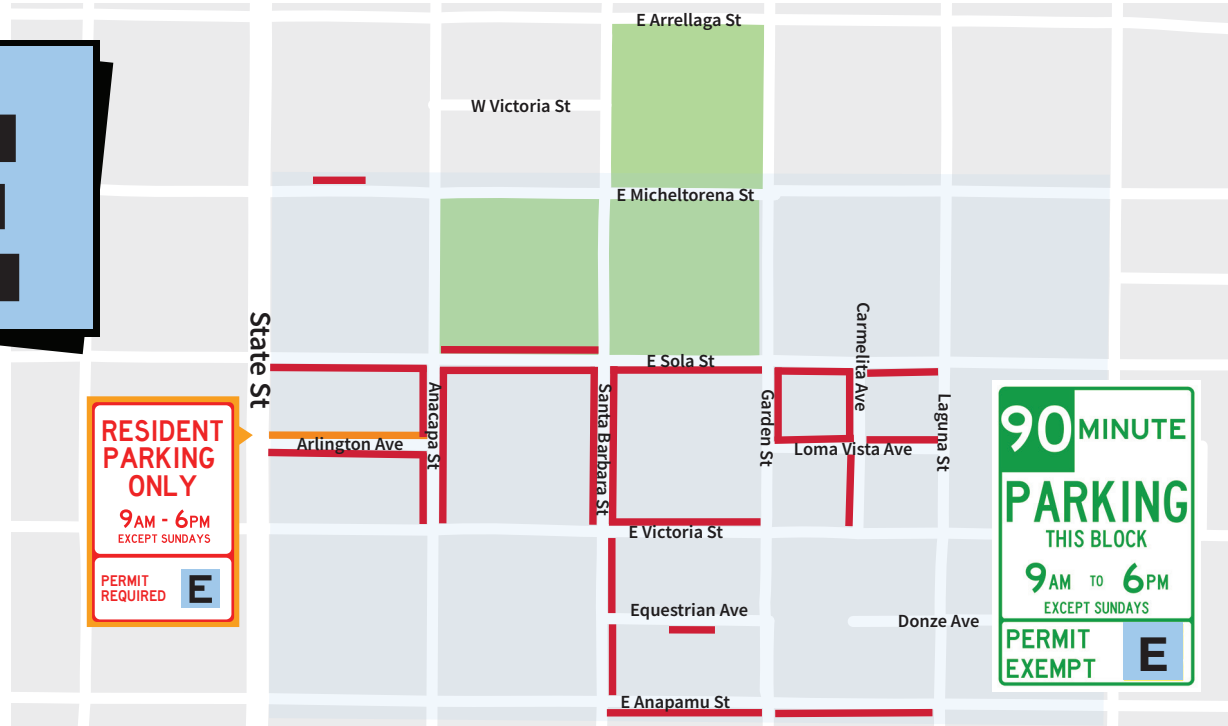 E Arrellaga St
W Victoria St
E Micheltorena St
State St
E Sola St
Carmelita Ave
Anacapa St
Santa Barbara St
Garden St
Laguna St
Arlington Ave
Loma Vista Ave
E Victoria St
Equestrian Ave
Donze Ave
E Anapamu St
RESIDENT
PARKING
ONLY
9AM - 6PM
EXCEPT SUNDAYS
PERMIT
REQUIRED
E
90 MINUTE
PARKING
THIS BLOCK
9AM TO 6PM
EXCEPT SUNDAYS
PERMIT
EXEMPT
E